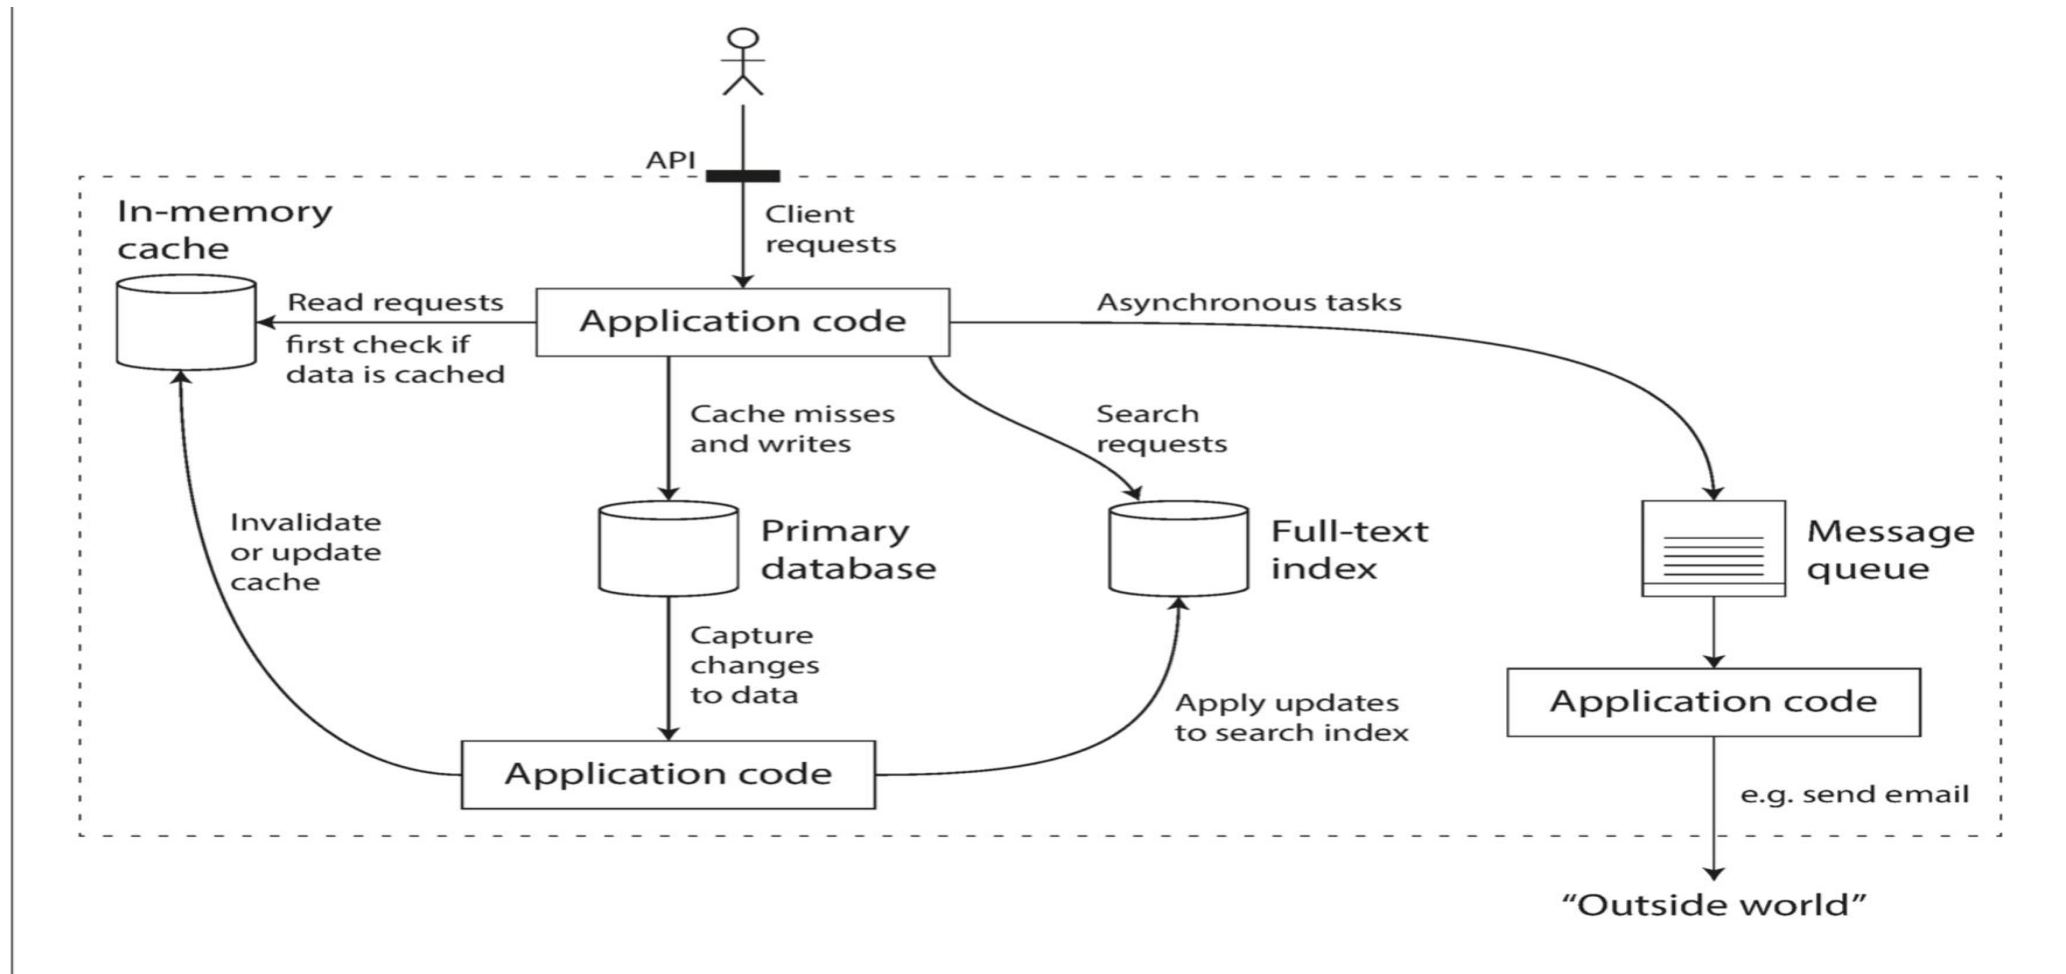 API
Client
requests
In-memory
cache
Read requests
first check if
data is cached
Application code
Asynchronous tasks
Cache misses
and writes
Search
requests
Invalidate
or update
cache
Primary
database
Full-text
index
Message
queue
Capture
changes
to data
Apply updates
to search index
Application code
Application code
e.g. send email
“Outside world”